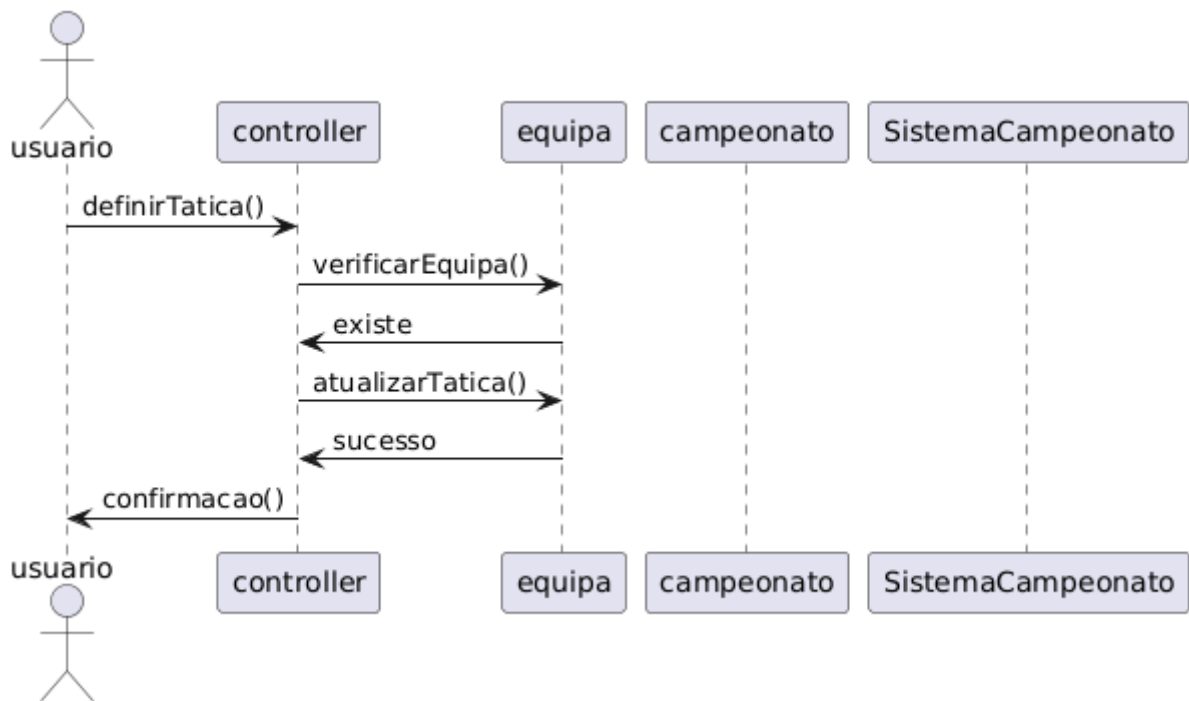 usuario
controller
equipa
campeonato
SistemaCampeonato
definirTatica()
verificarEquipa()
existe
atualizarTatica()
sucesso
confirmacao()
usuario
controller
equipa
campeonato
SistemaCampeonato